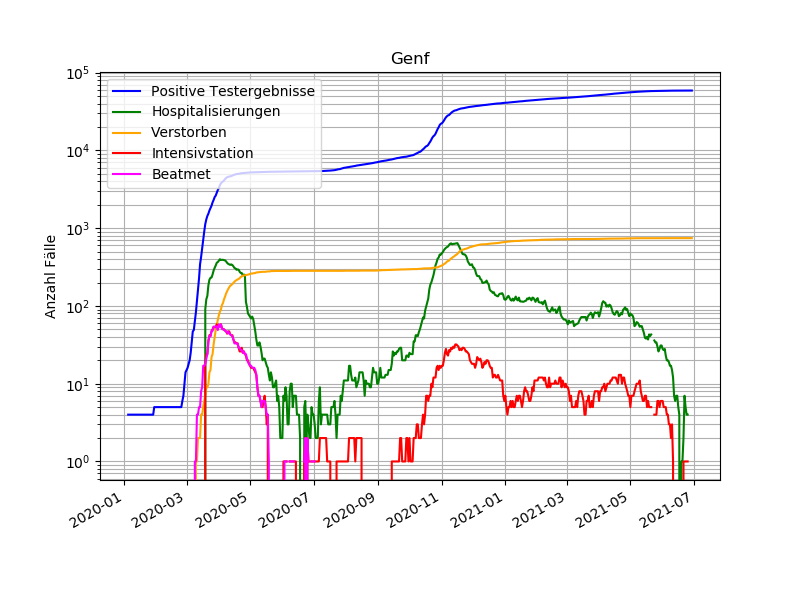 Genf
Anzahl Fälle
10^5
10^4
10^3
10^2
10^1
10^0
Positive Testergebnisse
Hospitalisierungen
Verstorben
Intensivstation
Beatmet
2020-01
2020-03
2020-05
2020-07
2020-09
2020-11
2021-01
2021-03
2021-05
2021-07